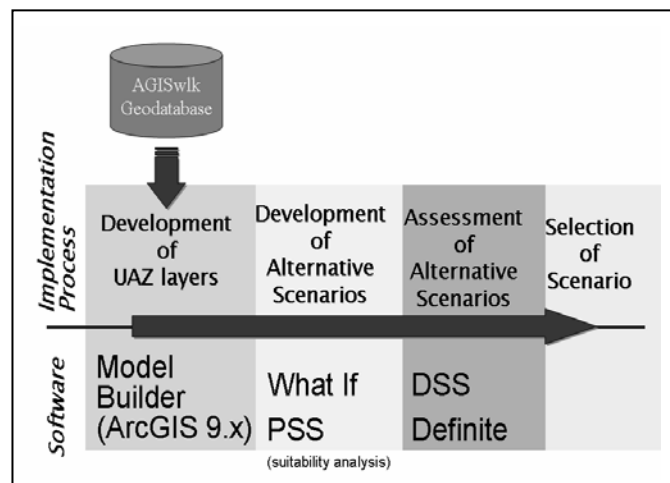 AGISwlk
Geodatabase
Implementation
Process
Development
of
UAZ layers
Development
of
Alternative
Scenarios
Assessment
of
Alternative
Scenarios
Selection
of
Scenario
Software
Model
Builder
(ArcGIS 9.x)
What If
PSS
(suitability analysis)
DSS
Definite